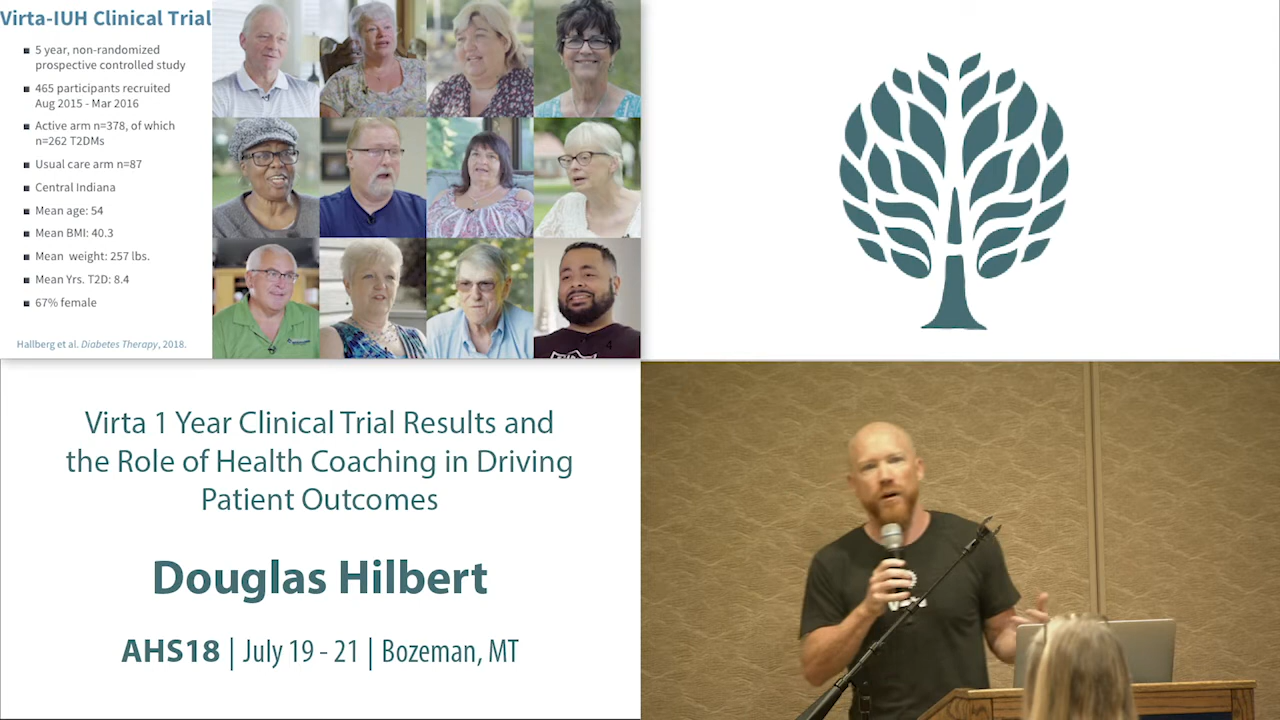 Virta-IUH Clinical Trial
5 year, non-randomized
prospective controlled study
465 participants recruited
Aug 2015 - Mar 2016
Active arm n=378, of which
n=262 T2DMs
Usual care arm n=87
Central Indiana
Mean age: 54
Mean BMI: 40.3
Mean weight: 257 lbs.
Mean Yrs. T2D: 8.4
67% female
Hallberg et al. Diabetes Therapy, 2018.
4
Virta 1 Year Clinical Trial Results and
the Role of Health Coaching in Driving
Patient Outcomes
Douglas Hilbert
AHS18 | July 19 - 21 | Bozeman, MT